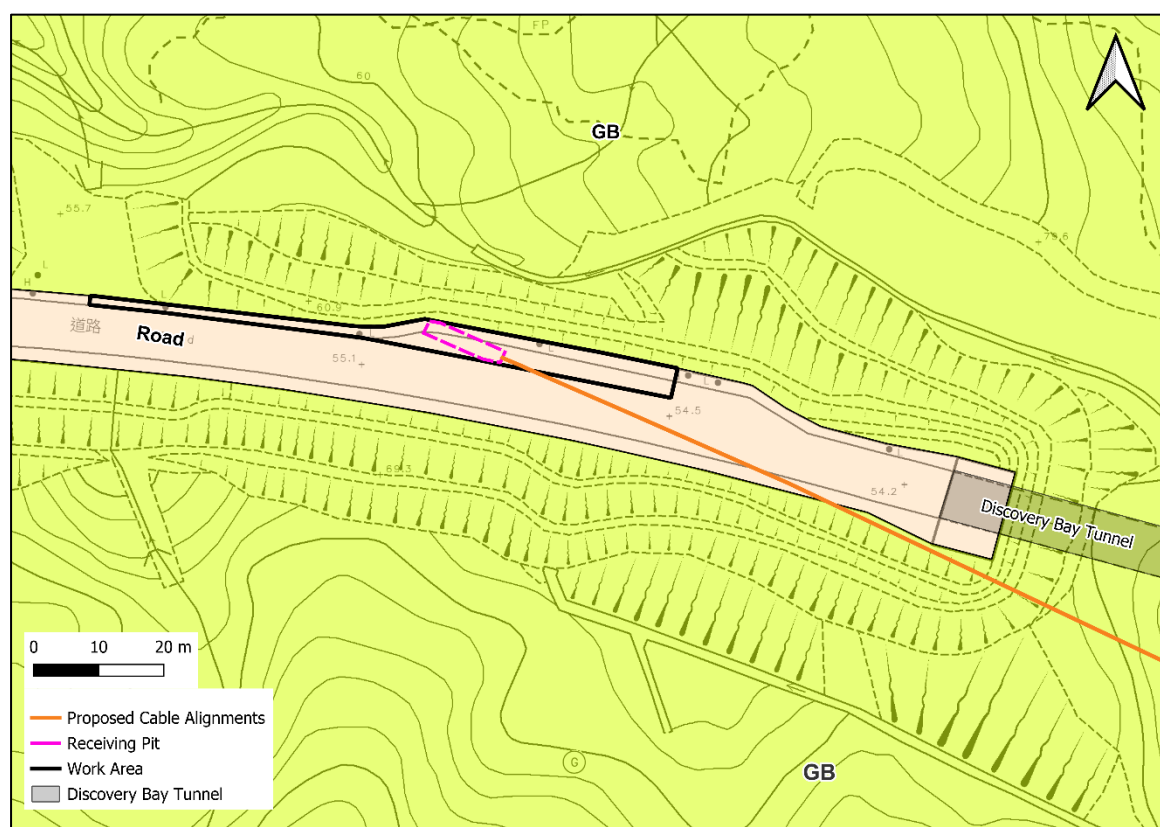 FP
60
GB
55.7
79.6
L
H
L
60.9
道路
Road
d
L
55.1
L
L
54.5
L
54.2
69.3
Discovery Bay Tunnel
0 10 20 m
Proposed Cable Alignments
Receiving Pit
Work Area
Discovery Bay Tunnel
G
GB